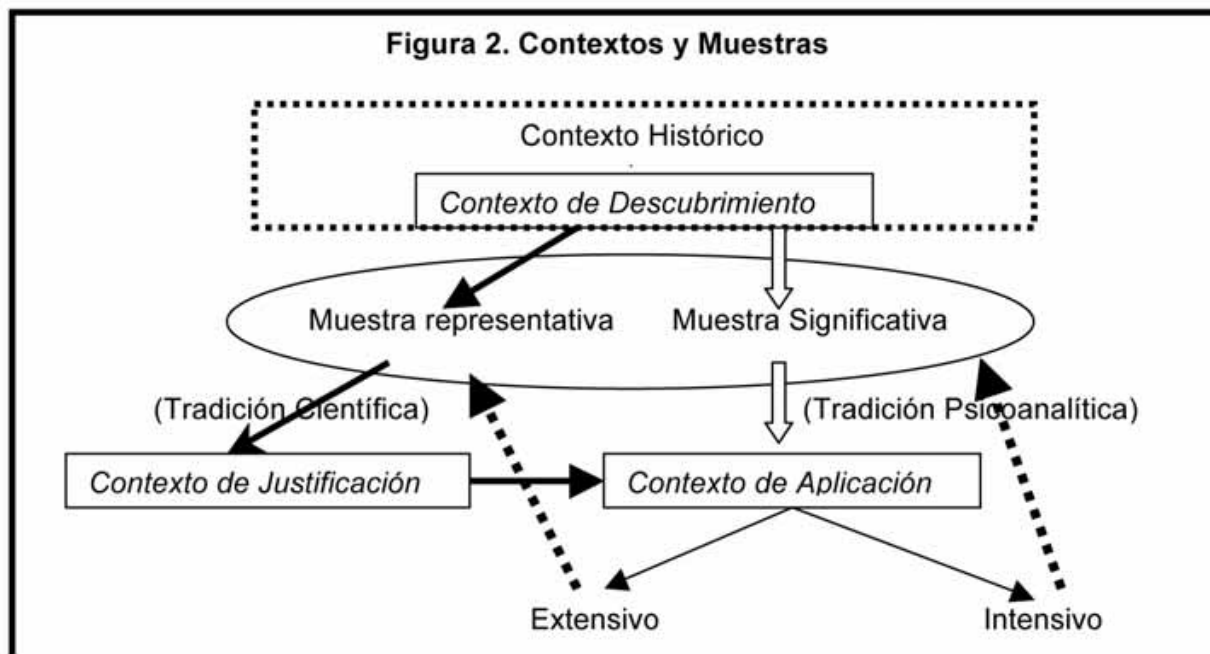 Figura 2. Contextos y Muestras
Contexto Histórico
Contexto de Descubrimiento
Muestra representativa Muestra Significativa
(Tradición Científica) (Tradición Psicoanalítica)
Contexto de Justificación Contexto de Aplicación
Extensivo Intensivo